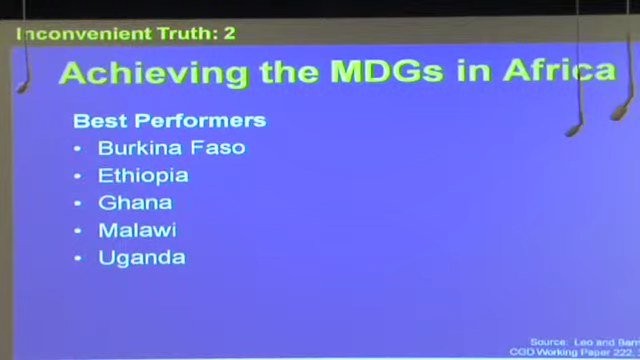 Inconvenient Truth: 2
Achieving the MDGs in Africa
Best Performers
• Burkina Faso
• Ethiopia
• Ghana
• Malawi
• Uganda
Source: Leo and
CGD Working Paper 222,